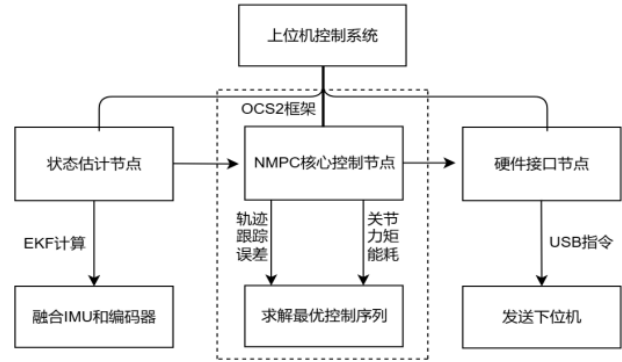 上位机控制系统
OCS2框架
状态估计节点
NMPC核心控制节点
硬件接口节点
EKF计算
轨迹
跟踪
误差
关节
力矩
能耗
USB指令
融合IMU和编码器
求解最优控制序列
发送下位机